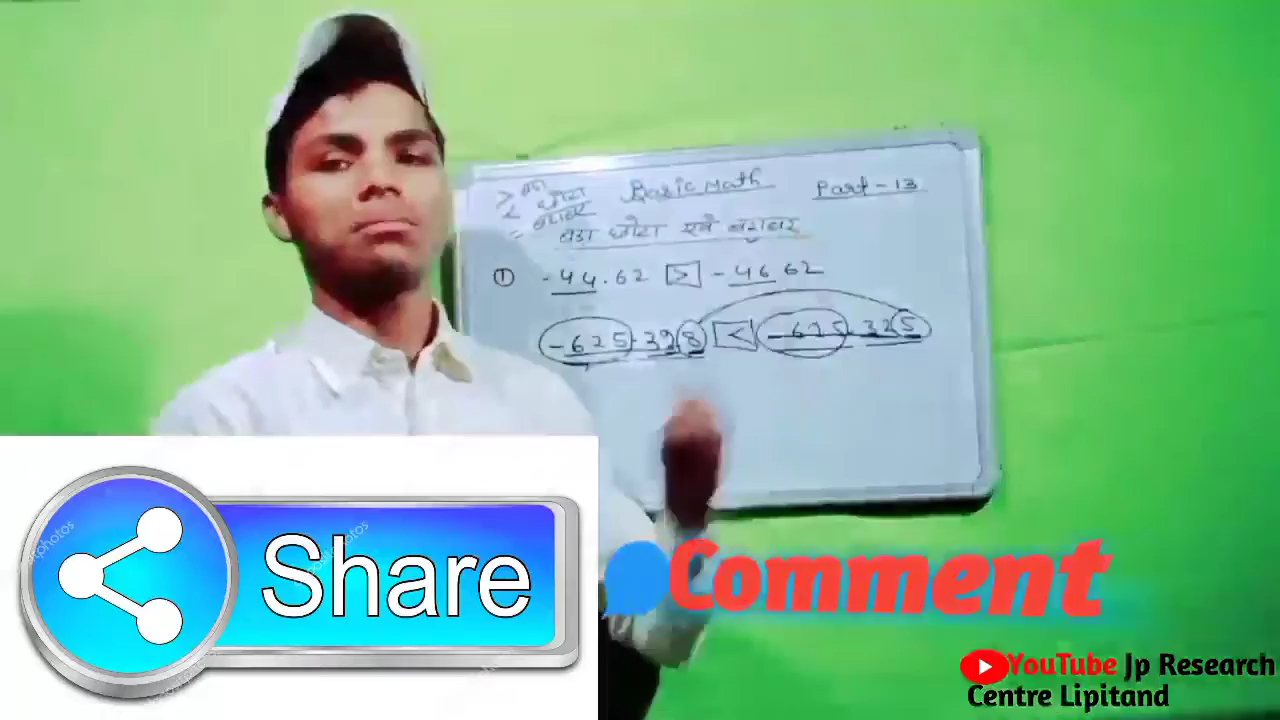 > बड़ा
< छोटा
= बराबर
Basic Math
Part-13
बड़ा छोटा एवं बराबर
① -44.62 > -46.62
-625.398 < -625.325
Share
Comment
YouTube Jp Research
Centre Lipitand